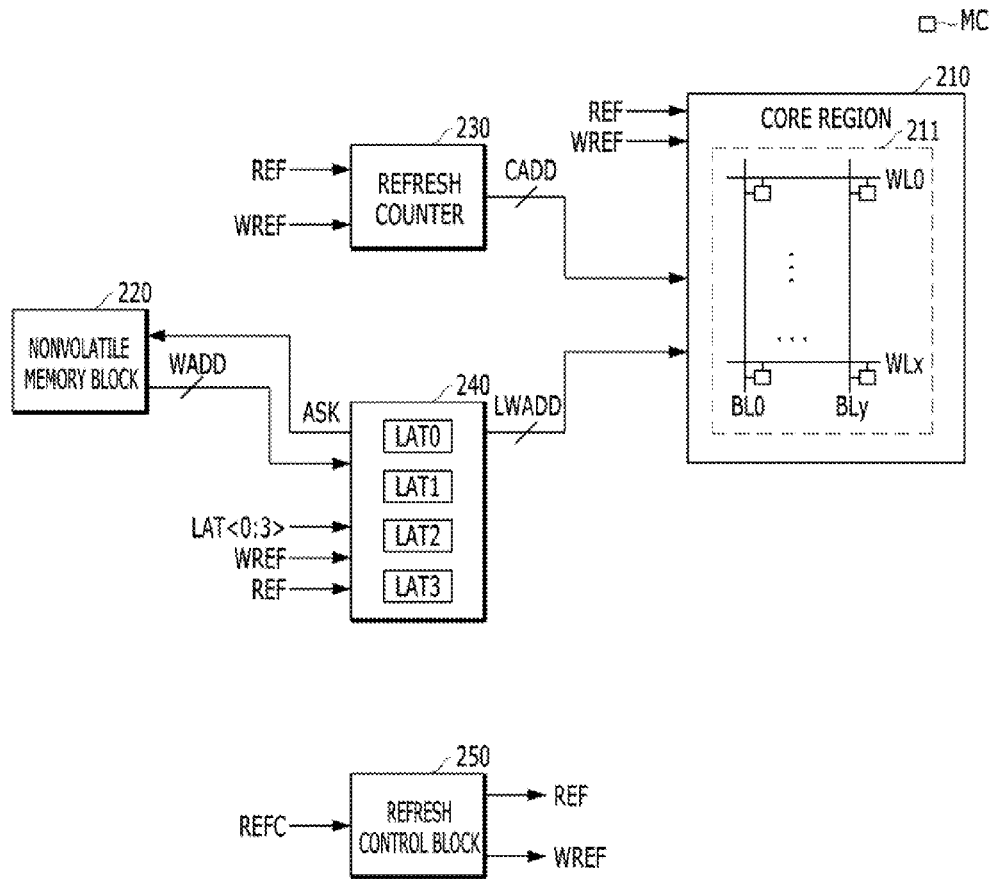 MC
210
REF
WREF
CORE REGION
211
WL0
WLx
BL0
BLy
230
REF
WREF
REFRESH
COUNTER
CADD
220
NONVOLATILE
MEMORY BLOCK
WADD
ASK
240
LWADD
LAT0
LAT1
LAT2
LAT3
LAT<0:3>
WREF
REF
250
REFC
REFRESH
CONTROL BLOCK
REF
WREF